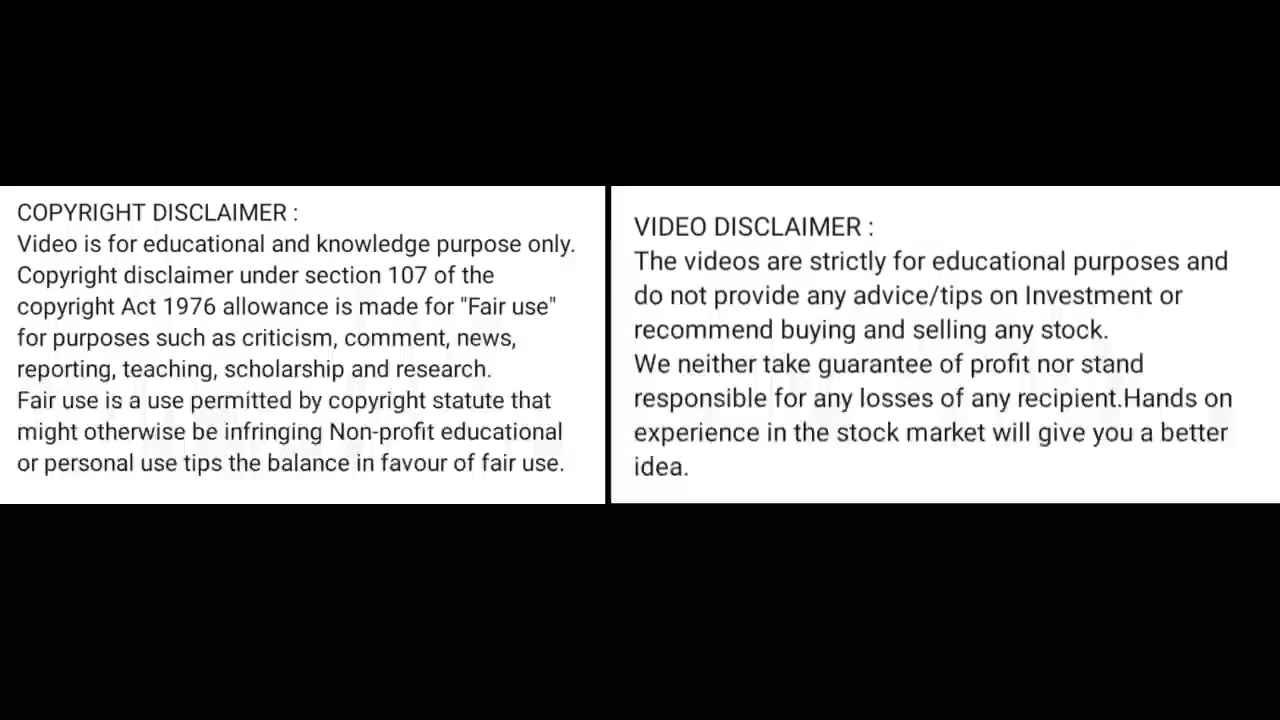 COPYRIGHT DISCLAIMER :
Video is for educational and knowledge purpose only.
Copyright disclaimer under section 107 of the
copyright Act 1976 allowance is made for "Fair use"
for purposes such as criticism, comment, news,
reporting, teaching, scholarship and research.
Fair use is a use permitted by copyright statute that
might otherwise be infringing Non-profit educational
or personal use tips the balance in favour of fair use.
VIDEO DISCLAIMER :
The videos are strictly for educational purposes and
do not provide any advice/tips on Investment or
recommend buying and selling any stock.
We neither take guarantee of profit nor stand
responsible for any losses of any recipient.Hands on
experience in the stock market will give you a better
idea.